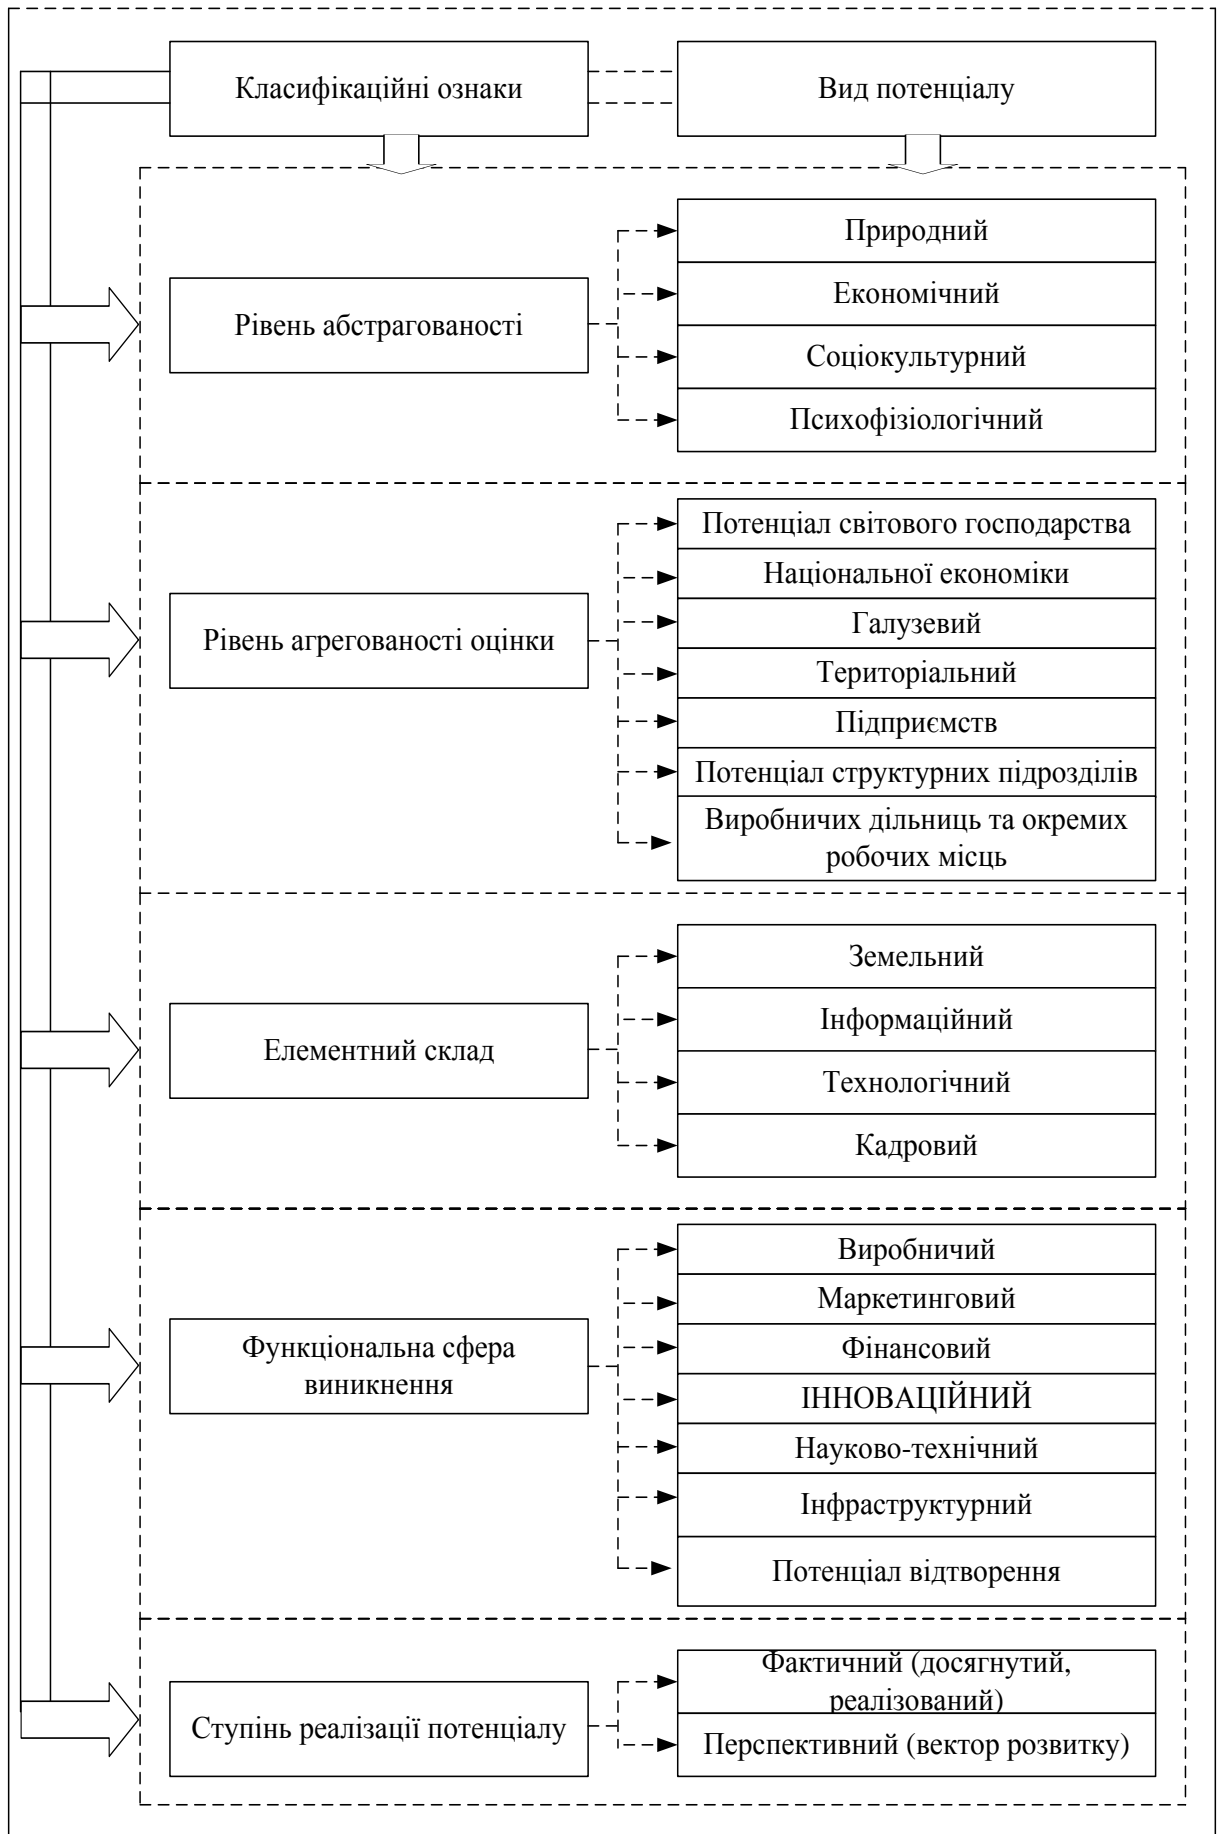 Класифікаційні ознаки
Вид потенціалу
Рівень абстрагованості
Природний
Економічний
Соціокультурний
Психофізіологічний
Рівень агрегованості оцінки
Потенціал світового господарства
Національної економіки
Галузевий
Територіальний
Підприємств
Потенціал структурних підрозділів
Виробничих дільниць та окремих
робочих місць
Елементний склад
Земельний
Інформаційний
Технологічний
Кадровий
Функціональна сфера
виникнення
Виробничий
Маркетинговий
Фінансовий
ІННОВАЦІЙНИЙ
Науково-технічний
Інфраструктурний
Потенціал відтворення
Ступінь реалізації потенціалу
Фактичний (досягнутий,
реалізований)
Перспективний (вектор розвитку)